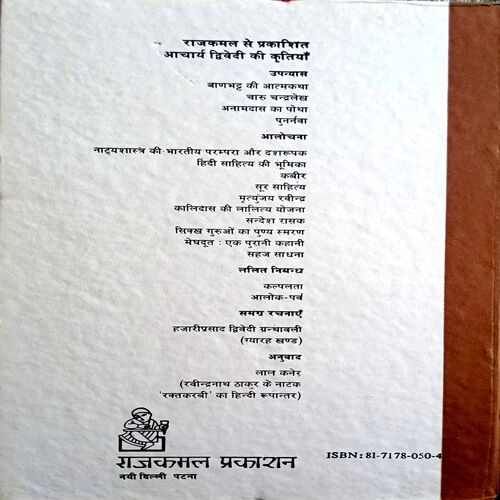 राजकमल से प्रकाशित
आचार्य द्विवेदी की कृतियाँ
उपन्यास
बाणभट्ट की आत्मकथा
चारु चन्द्रलेख
अनामदास का पोथा
पुनर्नवा
आलोचना
नाट्यशास्त्र की भारतीय परम्परा और दशरूपक
हिंदी साहित्य की भूमिका
कबीर
सूर साहित्य
मृत्युंजय रवीन्द्र
कालिदास की लालित्य योजना
सन्देश रासक
सिक्ख गुरुओं का पुण्य स्मरण
मेघदूत : एक पुरानी कहानी
सहज साधना
ललित निबन्ध
कल्पलता
आलोक-पर्व
समग्र रचनाएँ
हजारीप्रसाद द्विवेदी ग्रन्थावली
(ग्यारह खण्ड)
अनुवाद
लाल कनेर
(रवीन्द्रनाथ ठाकुर के नाटक
'रक्तकरबी' का हिन्दी रूपान्तर)
राजकमल प्रकाशन
नयी दिल्ली पटना
ISBN : 81-7178-050-4